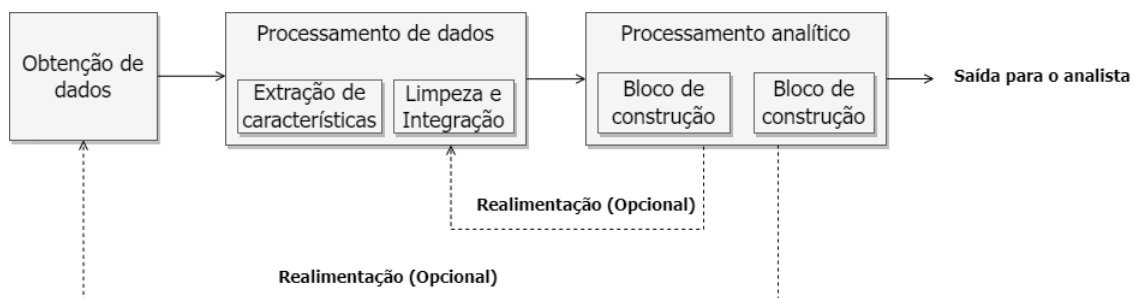 Obtenção de
dados
Processamento de dados
Extração de
características
Limpeza e
Integração
Processamento analítico
Bloco de
construção
Bloco de
construção
Saída para o analista
Realimentação (Opcional)
Realimentação (Opcional)